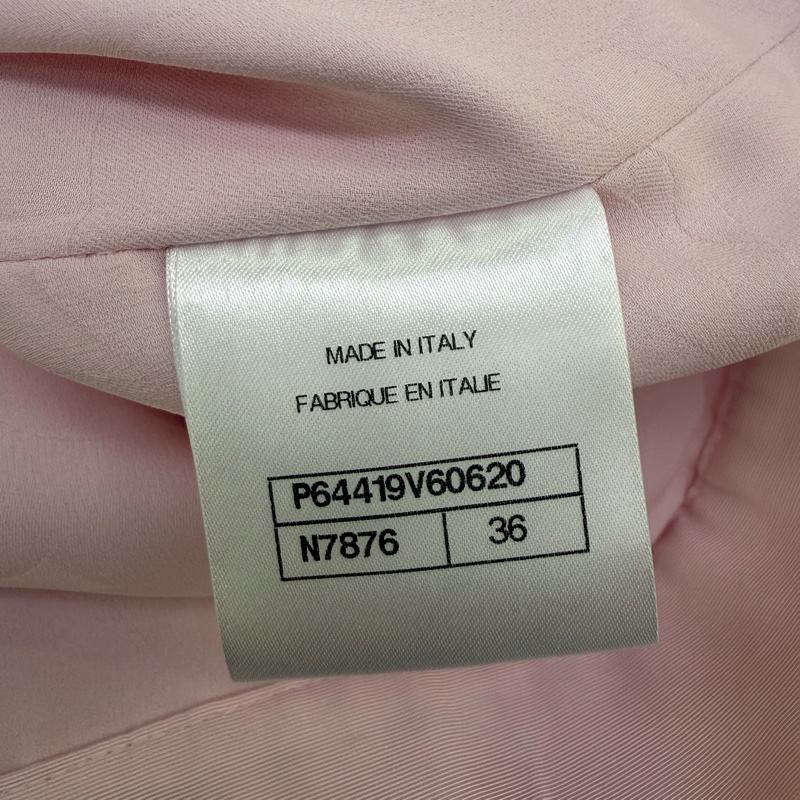 MADE IN ITALY
FABRIQUE EN ITALIE
P64419V60620
N7876 36